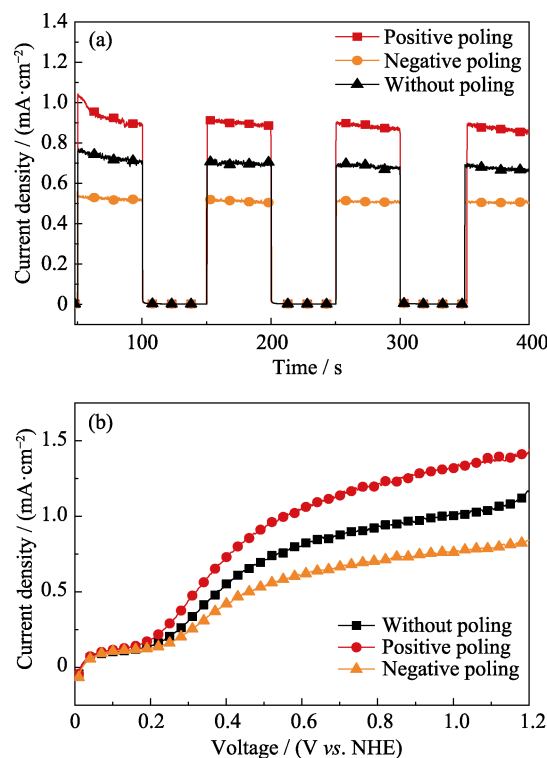 (a)
Positive poling
Negative poling
Without poling
Current density / (mA·cm⁻²)
1.4
1.2
1.0
0.8
0.6
0.4
0.2
0
100
200
300
400
Time / s
(b)
Current density / (mA·cm⁻²)
1.5
1.0
0.5
0
Without poling
Positive poling
Negative poling
0
0.2
0.4
0.6
0.8
1.0
1.2
Voltage / (V vs. NHE)